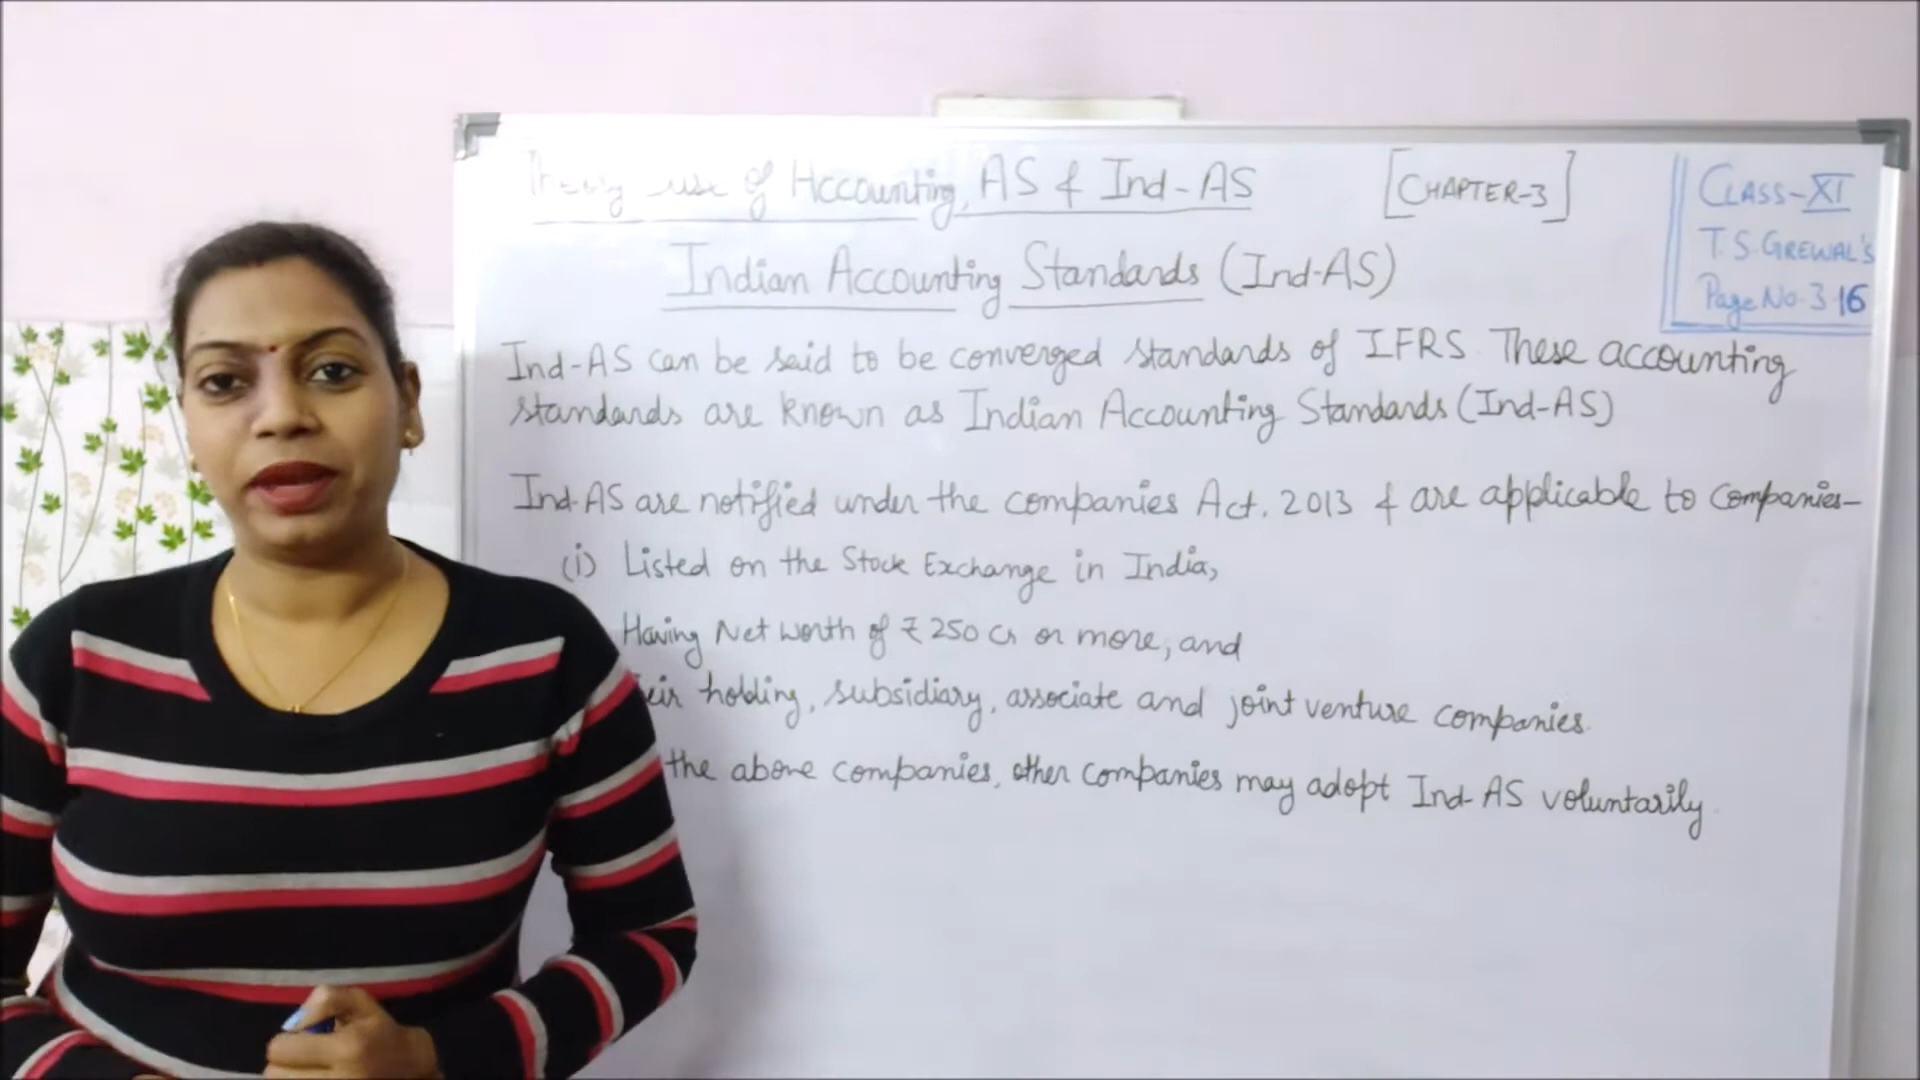 Theory use of Accounting, AS & Ind-AS
[CHAPTER-3]
CLASS-XI
T.S.GREWAL'S
Page No-3.16
Indian Accounting Standards (Ind-AS)
Ind-AS can be said to be converged standards of IFRS. These accounting
standards are known as Indian Accounting Standards (Ind-AS)
Ind-AS are notified under the companies Act, 2013 & are applicable to Companies-
(i) Listed on the Stock Exchange in India,
Having Net worth of ₹ 250 Cr or more, and
eir holding, subsidiary, associate and joint venture companies.
the above companies, other companies may adopt Ind-AS voluntarily.